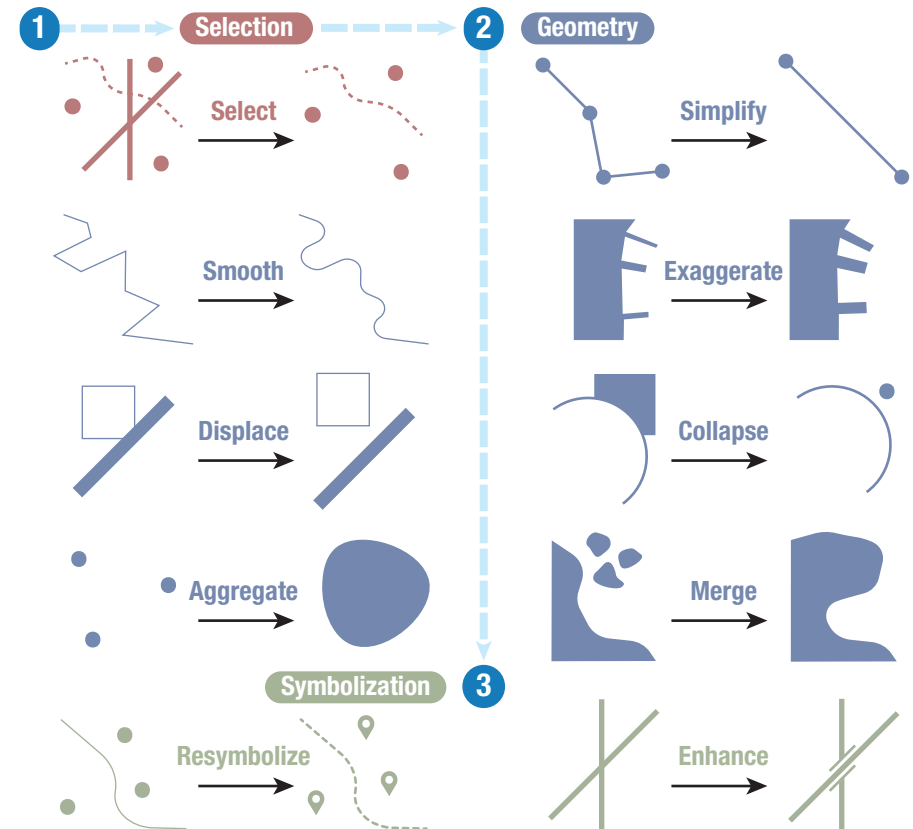 1
Selection
2
Geometry
Select
Simplify
Smooth
Exaggerate
Displace
Collapse
Aggregate
Merge
Symbolization
3
Resymbolize
Enhance